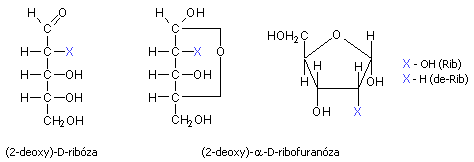 O
H C
H C X
H C OH
H C OH
CH₂OH
(2-deoxy)-D-ribóza
OH
H C
H C X O
H C OH
H C
CH₂OH
HOH₂C O H
H H
H H OH
OH X
(2-deoxy)-α-D-ribofuranóza
X - OH (Rib)
X - H (de-Rib)